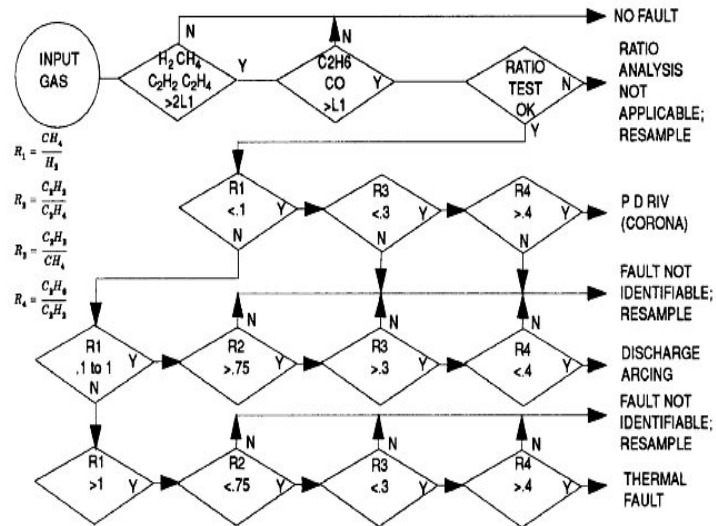 INPUT
GAS
H2 CH4
C2H2 C2H4
>2L1
N
Y
C2H6
CO
>L1
N
Y
RATIO
TEST
OK
N
Y
NO FAULT
RATIO
ANALYSIS
NOT
APPLICABLE;
RESAMPLE
R1 = CH4
H2
R2 = C2H2
C2H4
R3 = C2H2
CH4
R4 = C2H6
C2H2
R1
<.1
Y
N
R3
<.3
Y
N
R4
>.4
Y
N
P D RIV
(CORONA)
FAULT NOT
IDENTIFIABLE;
RESAMPLE
R1
.1 to 1
Y
N
R2
>.75
Y
N
R3
>.3
Y
N
R4
<.4
Y
N
DISCHARGE
ARCING
FAULT NOT
IDENTIFIABLE;
RESAMPLE
R1
>1
Y
R2
<.75
Y
N
R3
<.3
Y
N
R4
>.4
Y
N
THERMAL
FAULT